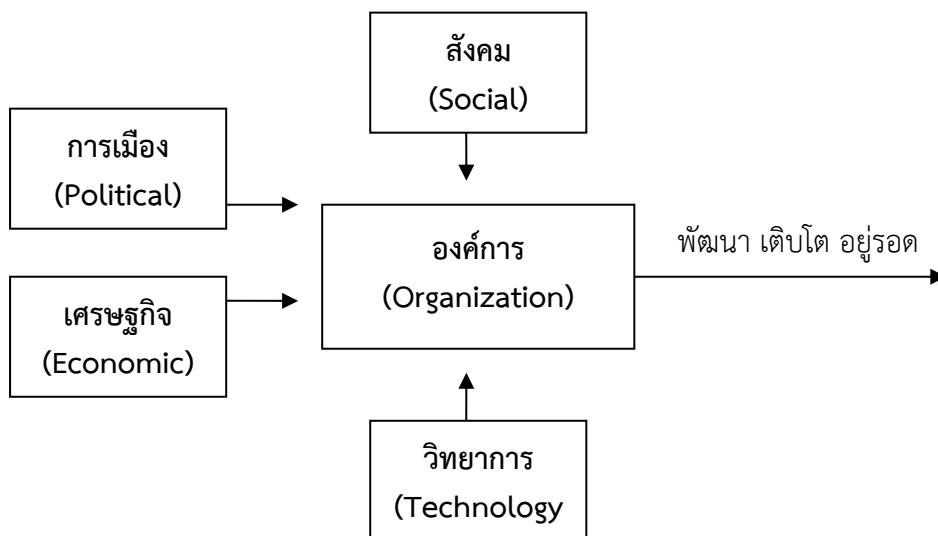 สังคม
(Social)
การเมือง
(Political)
องค์การ
(Organization)
พัฒนา เติบโต อยู่รอด
เศรษฐกิจ
(Economic)
วิทยาการ
(Technology